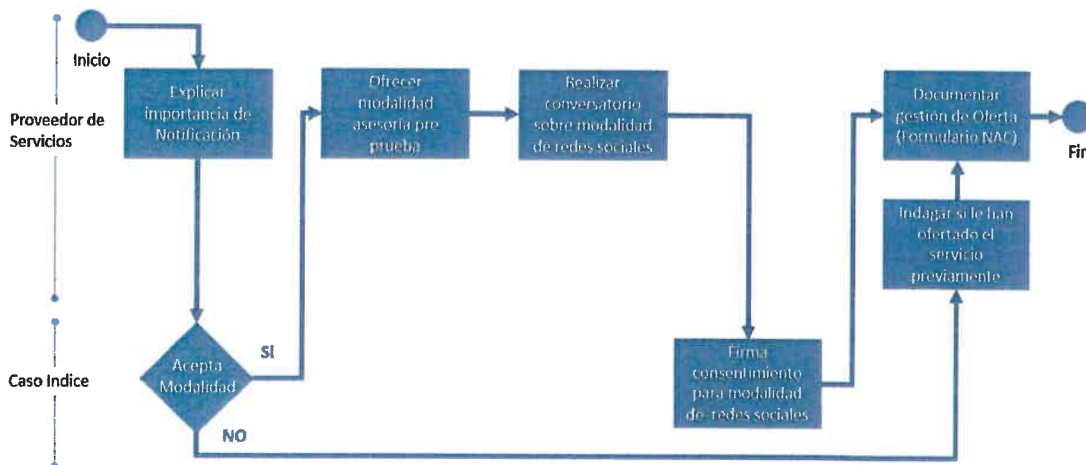 Inicio
Proveedor de
Servicios
Explicar
importancia de
Notificación
Ofrecer
modalidad
asesoría pre
prueba
Realizar
conversatorio
sobre modalidad
de redes sociales
Documentar
gestión de Oferta
(Formulario NAC)
Fin
Indagar si le han
ofertado el
servicio
previamente
Caso Indice
Acepta
Modalidad
SI
NO
Firma
consentimiento
para modalidad
de redes sociales